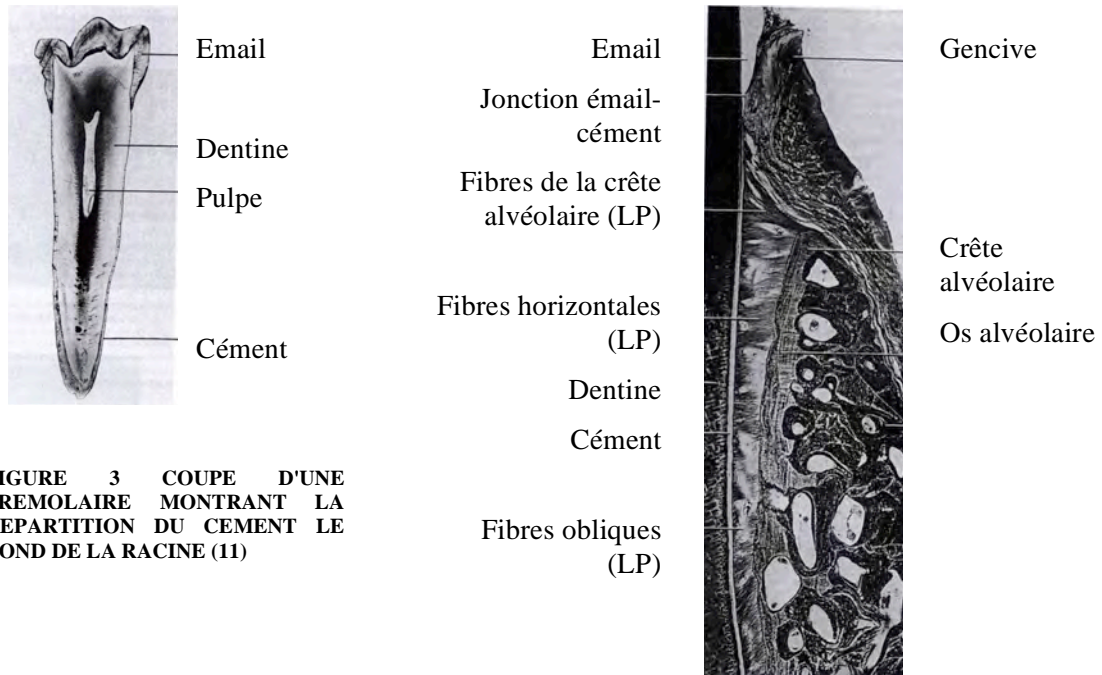 Email
Dentine
Pulpe
Cément
IGURE 3 COUPE D'UNE
REMOLAIRE MONTRANT LA
EPARTITION DU CEMENT LE
OND DE LA RACINE (11)
Email
Jonction émail-
cément
Fibres de la crête
alvéolaire (LP)
Fibres horizontales
(LP)
Dentine
Cément
Fibres obliques
(LP)
Gencive
Crête
alvéolaire
Os alvéolaire